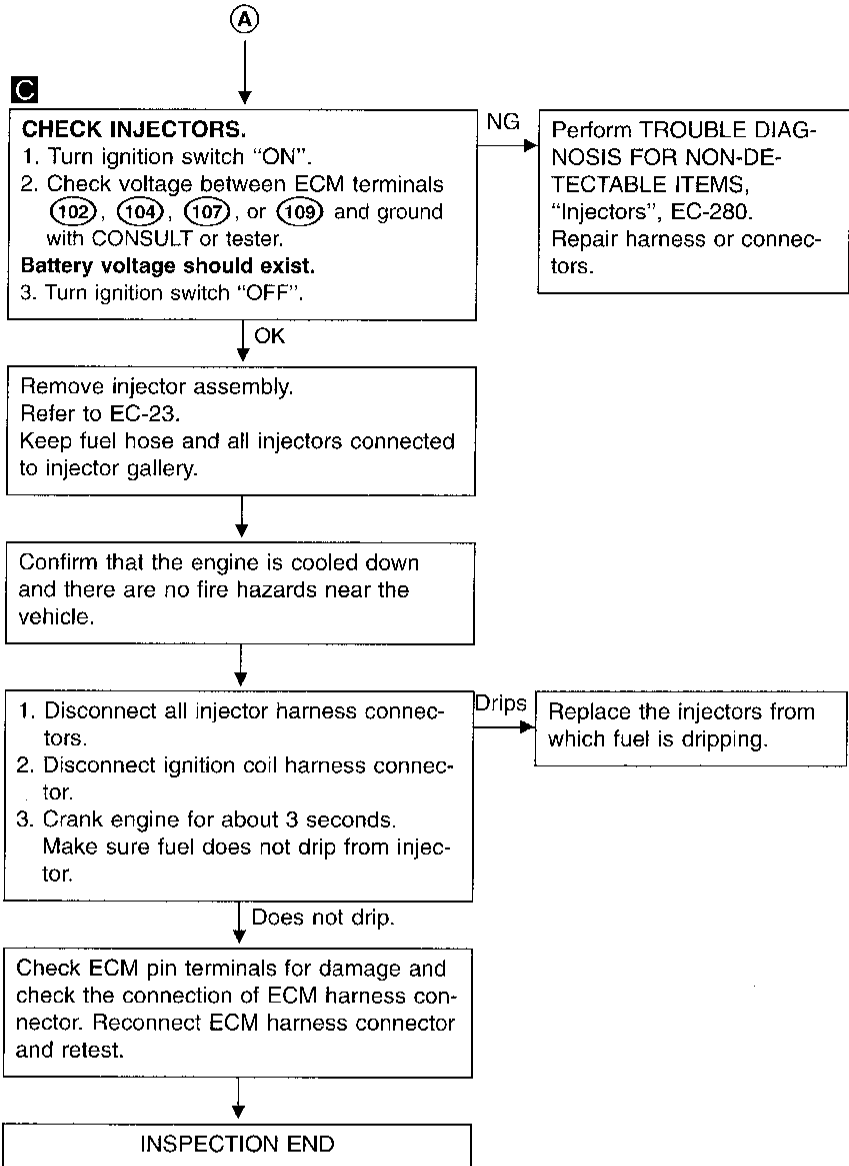 A
C
CHECK INJECTORS.
1. Turn ignition switch “ON”.
2. Check voltage between ECM terminals
102, 104, 107, or 109 and ground
with CONSULT or tester.
Battery voltage should exist.
3. Turn ignition switch “OFF”.
NG
Perform TROUBLE DIAG-
NOSIS FOR NON-DE-
TECTABLE ITEMS,
“Injectors”, EC-280.
Repair harness or connec-
tors.
OK
Remove injector assembly.
Refer to EC-23.
Keep fuel hose and all injectors connected
to injector gallery.
Confirm that the engine is cooled down
and there are no fire hazards near the
vehicle.
1. Disconnect all injector harness connec-
tors.
2. Disconnect ignition coil harness connec-
tor.
3. Crank engine for about 3 seconds.
Make sure fuel does not drip from injec-
tor.
Drips
Replace the injectors from
which fuel is dripping.
Does not drip.
Check ECM pin terminals for damage and
check the connection of ECM harness con-
nector. Reconnect ECM harness connector
and retest.
INSPECTION END